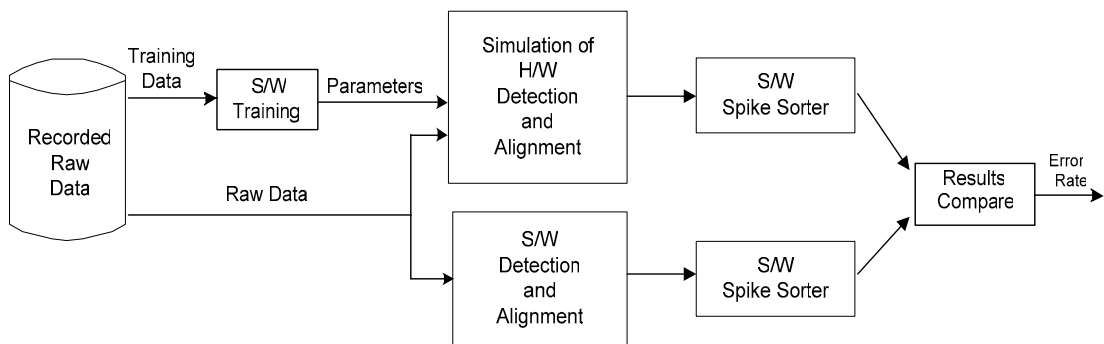 Recorded
Raw
Data
Training
Data
S/W
Training
Parameters
Raw Data
Simulation of
H/W
Detection
and
Alignment
S/W
Detection
and
Alignment
S/W
Spike Sorter
S/W
Spike Sorter
Results
Compare
Error
Rate